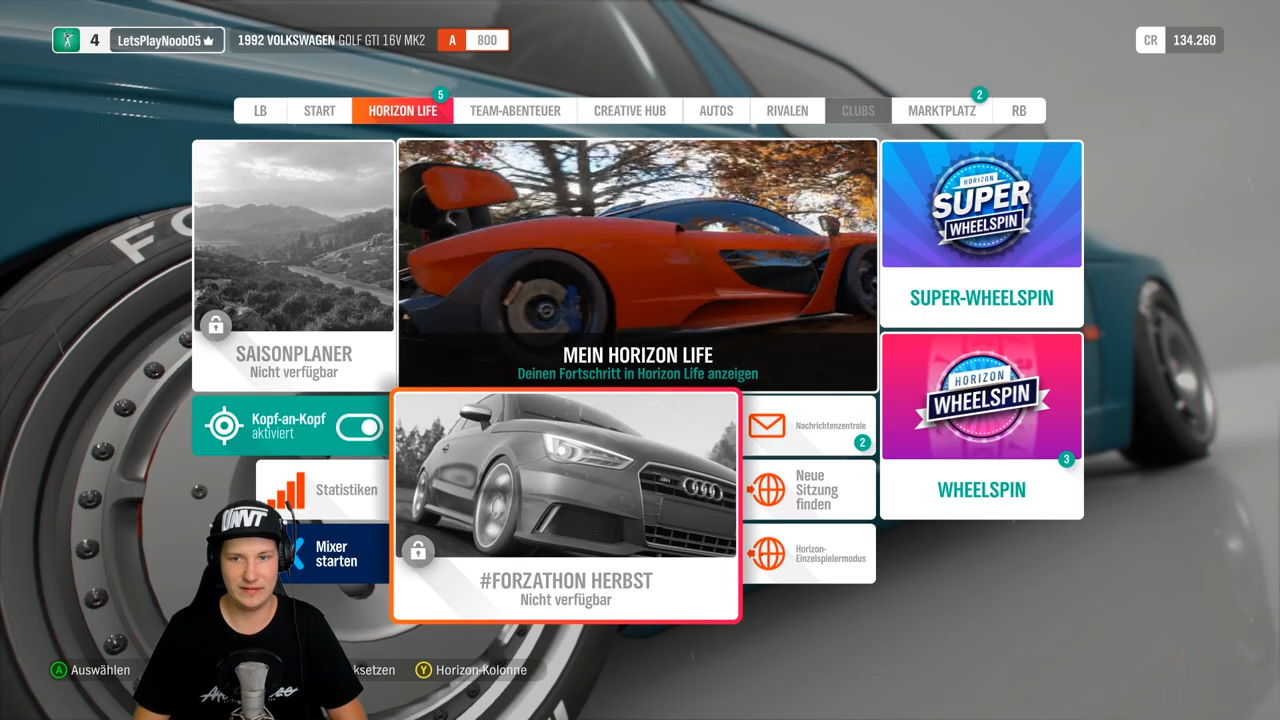 4
LetsPlayNoob05
1992 VOLKSWAGEN GOLF GTI 16V MK2
A 800
CR 134.260
LB
START
HORIZON LIFE
5
TEAM-ABENTEUER
CREATIVE HUB
AUTOS
RIVALEN
CLUBS
MARKTPLATZ
2
RB
SAISONPLANER
Nicht verfügbar
MEIN HORIZON LIFE
Deinen Fortschritt in Horizon Life anzeigen
HORIZON
SUPER
WHEELSPIN
SUPER-WHEELSPIN
Kopf-an-Kopf
aktiviert
Statistiken
Mixer
starten
#FORZATHON HERBST
Nicht verfügbar
Nachrichtenzentrale
2
Neue
Sitzung
finden
Horizon-
Einzelspielermodus
HORIZON
WHEELSPIN
3
WHEELSPIN
A Auswählen
ksetzen
Y Horizon-Kolonne